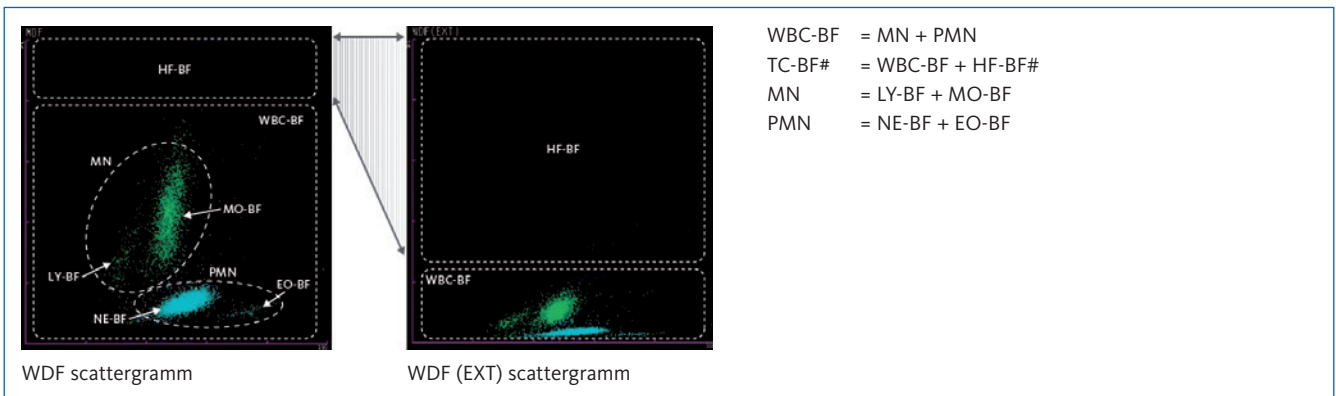 WDF
HF-BF
WBC-BF
MN
MO-BF
LY-BF
PMN
EO-BF
NE-BF
WDF scattergramm
WDF(EXT)
HF-BF
WBC-BF
WDF (EXT) scattergramm
WBC-BF = MN + PMN
TC-BF# = WBC-BF + HF-BF#
MN = LY-BF + MO-BF
PMN = NE-BF + EO-BF